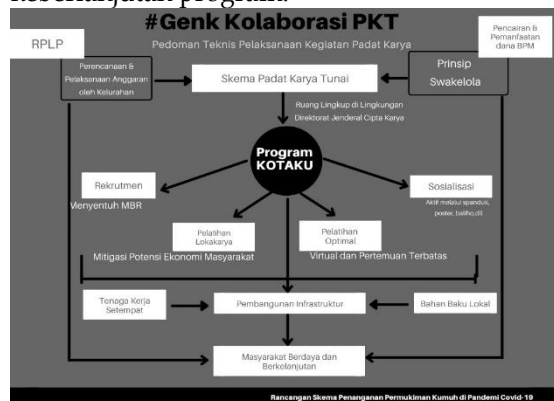 keberlanjutan program.
#Genk Kolaborasi PKT
Pedoman Teknis Pelaksanaan Kegiatan Padat Karya
RPLP
Pencairan &
Pemanfaatan
dana BPM
Perencanaan &
Pelaksanaan Anggaran
oleh Kelurahan
Skema Padat Karya Tunai
Prinsip
Swakelola
Ruang Lingkup di Lingkungan
Direktorat Jenderal Cipta Karya
Program
KOTAKU
Rekrutmen
Menyentuh MBR
Sosialisasi
Aktif melalui spanduk,
poster, baliho,dll
Pelatihan
Lokakarya
Pelatihan
Optimal
Mitigasi Potensi Ekonomi Masyarakat
Virtual dan Pertemuan Terbatas
Tenaga Kerja
Setempat
Pembangunan Infrastruktur
Bahan Baku Lokal
Masyarakat Berdaya dan
Berkelanjutan
Rancangan Skema Penanganan Permukiman Kumuh di Pandemi Covid-19